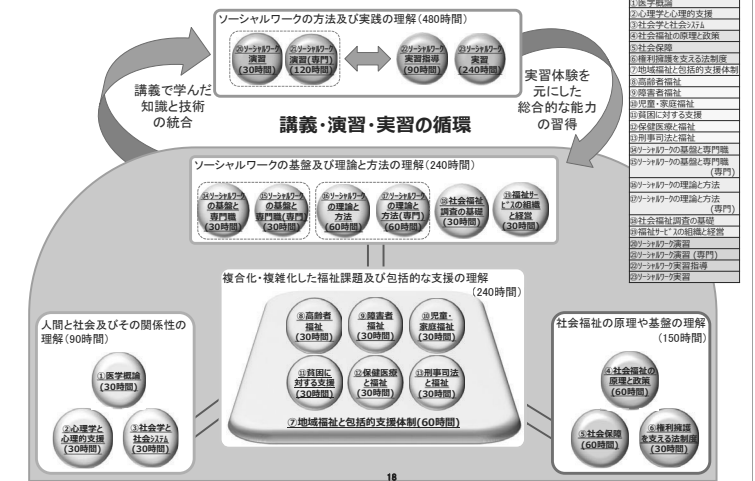 ソーシャルワークの方法及び実践の理解(480時間)
⑳ソーシャルワーク
演習
(30時間)
㉑ソーシャルワーク
演習(専門)
(120時間)
㉒ソーシャルワーク
実習指導
(90時間)
㉓ソーシャルワーク
実習
(240時間)
講義で学んだ
知識と技術
の統合
実習体験を
元にした
総合的な能力
の習得
講義・演習・実習の循環
ソーシャルワークの基盤及び理論と方法の理解(240時間)
⑭ソーシャルワーク
の基盤と
専門職
(30時間)
⑮ソーシャルワーク
の基盤と
専門職(専門)
(30時間)
⑯ソーシャルワーク
の理論と
方法
(60時間)
⑰ソーシャルワーク
の理論と
方法(専門)
(60時間)
⑱社会福祉
調査の基礎
(30時間)
⑲福祉サー
ビスの組織
と経営
(30時間)
複合化・複雑化した福祉課題及び包括的な支援の理解
(240時間)
⑧高齢者
福祉
(30時間)
⑨障害者
福祉
(30時間)
⑩児童・
家庭福祉
(30時間)
⑪貧困に
対する支援
(30時間)
⑫保健医療
と福祉
(30時間)
⑬刑事司法
と福祉
(30時間)
⑦地域福祉と包括的支援体制(60時間)
人間と社会及びその関係性の
理解(90時間)
①医学概論
(30時間)
②心理学と
心理的支援
(30時間)
③社会学と
社会システム
(30時間)
社会福祉の原理や基盤の理解
(150時間)
④社会福祉の
原理と政策
(60時間)
⑤社会保障
(60時間)
⑥権利擁護
を支える法制度
(30時間)
①医学概論
②心理学と心理的支援
③社会学と社会システム
④社会福祉の原理と政策
⑤社会保障
⑥権利擁護を支える法制度
⑦地域福祉と包括的支援体制
⑧高齢者福祉
⑨障害者福祉
⑩児童・家庭福祉
⑪貧困に対する支援
⑫保健医療と福祉
⑬刑事司法と福祉
⑭ソーシャルワークの基盤と専門職
⑮ソーシャルワークの基盤と専門職
(専門)
⑯ソーシャルワークの理論と方法
⑰ソーシャルワークの理論と方法
(専門)
⑱社会福祉調査の基礎
⑲福祉サービスの組織と経営
⑳ソーシャルワーク演習
㉑ソーシャルワーク演習(専門)
㉒ソーシャルワーク実習指導
㉓ソーシャルワーク実習
18